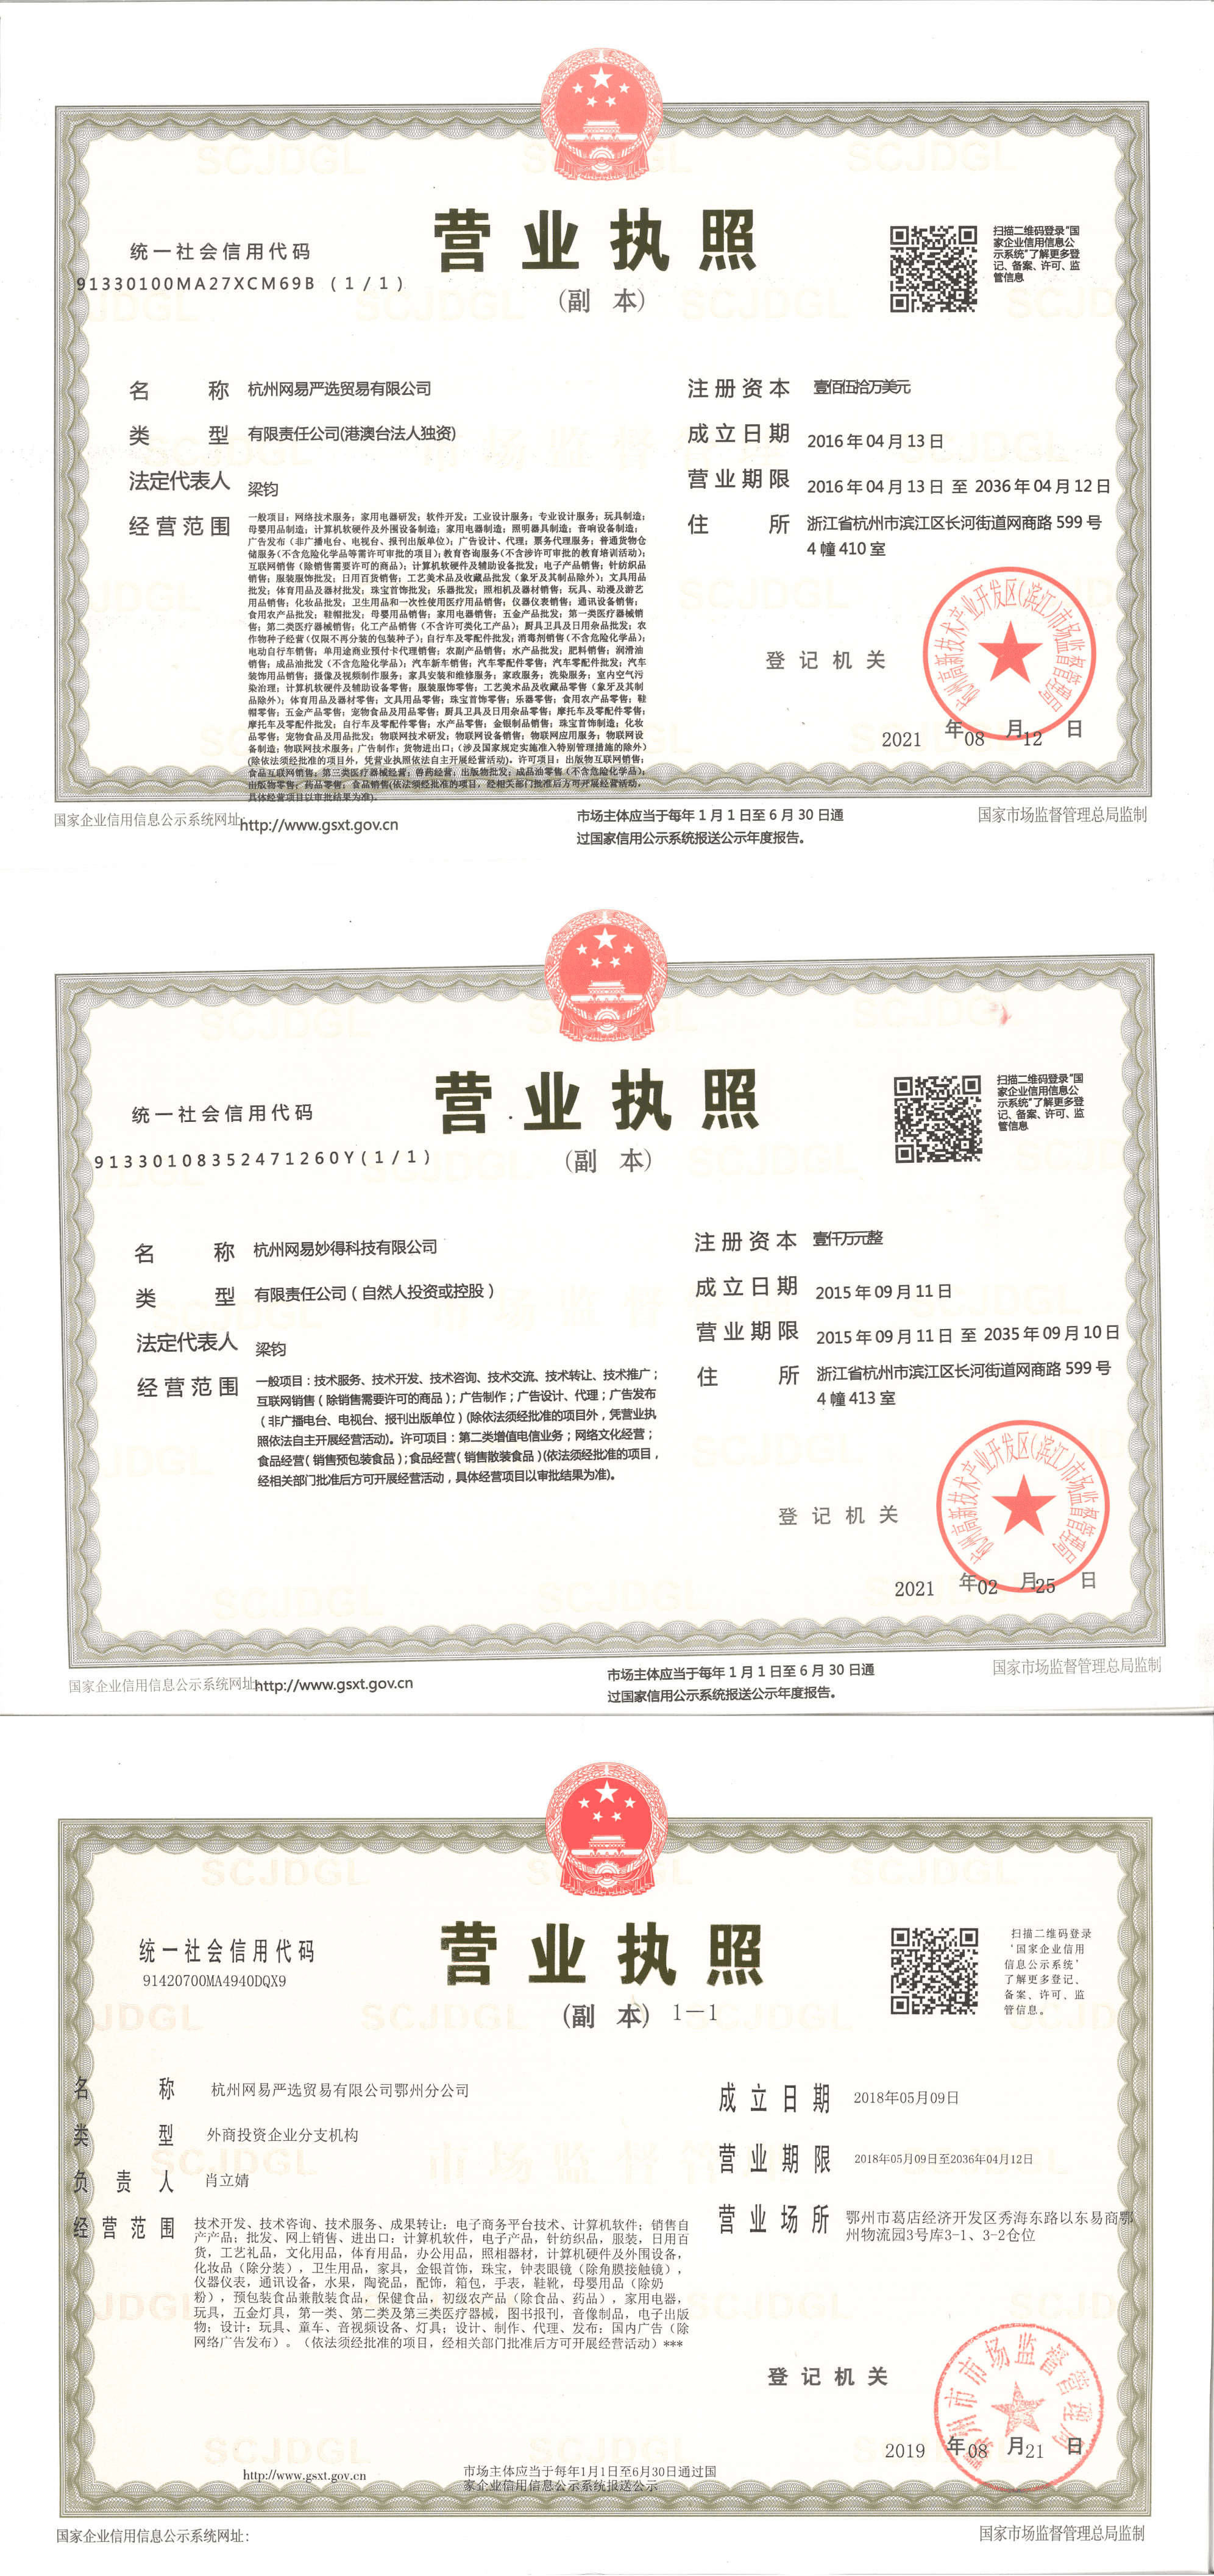 营业执照
(副 本)
统一社会信用代码
91330100MA27XCM69B (1/1)
扫描二维码登录"国
家企业信用信息公
示系统"了解更多登
记、备案、许可、监
管信息
名 称 杭州网易严选贸易有限公司
类 型 有限责任公司(港澳台法人独资)
法定代表人 梁钧
经营范围 一般项目:网络技术服务;家用电器研发;软件开发;工业设计服务;专业设计服务;玩具制造;
母婴用品制造;计算机软硬件及外围设备制造;家用电器制造;照明器具制造;音响设备制造;
广告发布(非广播电台、电视台、报刊出版单位);广告设计、代理;票务代理服务;普通货物仓
储服务(不含危险化学品等需许可审批的项目);教育咨询服务(不含涉许可审批的教育培训活动);
互联网销售(除销售需要许可的商品);计算机软硬件及辅助设备批发;电子产品销售;针纺织品
销售;服装服饰批发;日用百货销售;工艺美术品及收藏品批发(象牙及其制品除外);文具用品
批发;体育用品及器材批发;珠宝首饰批发;乐器批发;照相机及器材销售;玩具、动漫及游艺
用品销售;化妆品批发;卫生用品和一次性使用医疗用品销售;仪器仪表销售;通讯设备销售;
食用农产品批发;鞋帽批发;母婴用品销售;家用电器销售;五金产品批发;第一类医疗器械销
售;第二类医疗器械销售;化工产品销售(不含许可类化工产品);厨具卫具及日用杂品批发;农
作物种子经营(仅限不再分装的包装种子);自行车及零配件批发;消毒剂销售(不含危险化学品);
电动自行车销售;单用途商业预付卡代理销售;农副产品销售;水产品批发;肥料销售;润滑油
销售;成品油批发(不含危险化学品);汽车新车销售;汽车零配件零售;汽车零配件批发;汽车
装饰用品销售;摄像及视频制作服务;家具安装和维修服务;家政服务;洗染服务;室内空气污
染治理;计算机软硬件及辅助设备零售;服装服饰零售;工艺美术品及收藏品零售(象牙及其制
品除外);体育用品及器材零售;文具用品零售;珠宝首饰零售;乐器零售;食用农产品零售;鞋
帽零售;五金产品零售;宠物食品及用品零售;厨具卫具及日用杂品零售;摩托车及零配件零售;
摩托车及零配件批发;自行车及零配件零售;水产品零售;金银制品销售;珠宝首饰制造;化妆
品零售;宠物食品及用品批发;物联网技术研发;物联网设备销售;物联网应用服务;物联网设
备制造;物联网技术服务;广告制作;货物进出口;(涉及国家规定实施准入特别管理措施的除外)
(除依法须经批准的项目外,凭营业执照依法自主开展经营活动)。许可项目:出版物互联网销售;
食品互联网销售;第三类医疗器械经营;兽药经营;出版物批发;成品油零售(不含危险化学品);
出版物零售;药品零售;食品销售(依法须经批准的项目,经相关部门批准后方可开展经营活动,
具体经营项目以审批结果为准)。
注册资本 壹佰伍拾万美元
成立日期 2016年04月13日
营业期限 2016年04月13日 至 2036年04月12日
住 所 浙江省杭州市滨江区长河街道网商路599号
4幢410室
登记机关
杭州高新技术产业开发区(滨江)市场监督管理局
2021 年08 月12 日
国家企业信用信息公示系统网址:http://www.gsxt.gov.cn
市场主体应当于每年1月1日至6月30日通
过国家信用公示系统报送公示年度报告。
国家市场监督管理总局监制
营业执照
(副 本)
统一社会信用代码
91330108352471260Y(1/1)
扫描二维码登录"国
家企业信用信息公
示系统"了解更多登
记、备案、许可、监
管信息
名 称 杭州网易妙得科技有限公司
类 型 有限责任公司(自然人投资或控股)
法定代表人 梁钧
经营范围 一般项目:技术服务、技术开发、技术咨询、技术交流、技术转让、技术推广;
互联网销售(除销售需要许可的商品);广告制作;广告设计、代理;广告发布
(非广播电台、电视台、报刊出版单位)(除依法须经批准的项目外,凭营业执
照依法自主开展经营活动)。许可项目:第二类增值电信业务;网络文化经营;
食品经营(销售预包装食品);食品经营(销售散装食品)(依法须经批准的项目,
经相关部门批准后方可开展经营活动,具体经营项目以审批结果为准)。
注册资本 壹仟万元整
成立日期 2015年09月11日
营业期限 2015年09月11日 至 2035年09月10日
住 所 浙江省杭州市滨江区长河街道网商路599号
4幢413室
登记机关
杭州高新技术产业开发区(滨江)市场监督管理局
2021 年02 月25 日
国家企业信用信息公示系统网址:http://www.gsxt.gov.cn
市场主体应当于每年1月1日至6月30日通
过国家信用公示系统报送公示年度报告。
国家市场监督管理总局监制
营业执照
(副 本) 1-1
统一社会信用代码
91420700MA4940DQX9
扫描二维码登录
'国家企业信用
信息公示系统'
了解更多登记、
备案、许可、监
管信息。
名 称 杭州网易严选贸易有限公司鄂州分公司
类 型 外商投资企业分支机构
负责人 肖立婧
经营范围 技术开发、技术咨询、技术服务、成果转让:电子商务平台技术、计算机软件;销售自
产产品;批发、网上销售、进出口:计算机软件,电子产品,针纺织品,服装,日用百
货,工艺礼品,文化用品,体育用品,办公用品,照相器材,计算机硬件及外围设备,
化妆品(除分装),卫生用品,家具,金银首饰,珠宝,钟表眼镜(除角膜接触镜),
仪器仪表,通讯设备,水果,陶瓷品,配饰,箱包,手表,鞋靴,母婴用品(除奶
粉),预包装食品兼散装食品,保健食品,初级农产品(除食品、药品),家用电器,
玩具,五金灯具,第一类、第二类及第三类医疗器械,图书报刊,音像制品,电子出版
物;设计:玩具、童车、音视频设备、灯具;设计、制作、代理、发布:国内广告(除
网络广告发布)。(依法须经批准的项目,经相关部门批准后方可开展经营活动)***
成立日期 2018年05月09日
营业期限 2018年05月09日至2036年04月12日
营业场所 鄂州市葛店经济开发区秀海东路以东易商鄂
州物流园3号库3-1、3-2仓位
登记机关
鄂州市市场监督管理局
2019 年08 月21 日
http://www.gsxt.gov.cn
市场主体应当于每年1月1日至6月30日通过国
家企业信用信息公示系统报送公示
国家企业信用信息公示系统网址:
国家市场监督管理总局监制